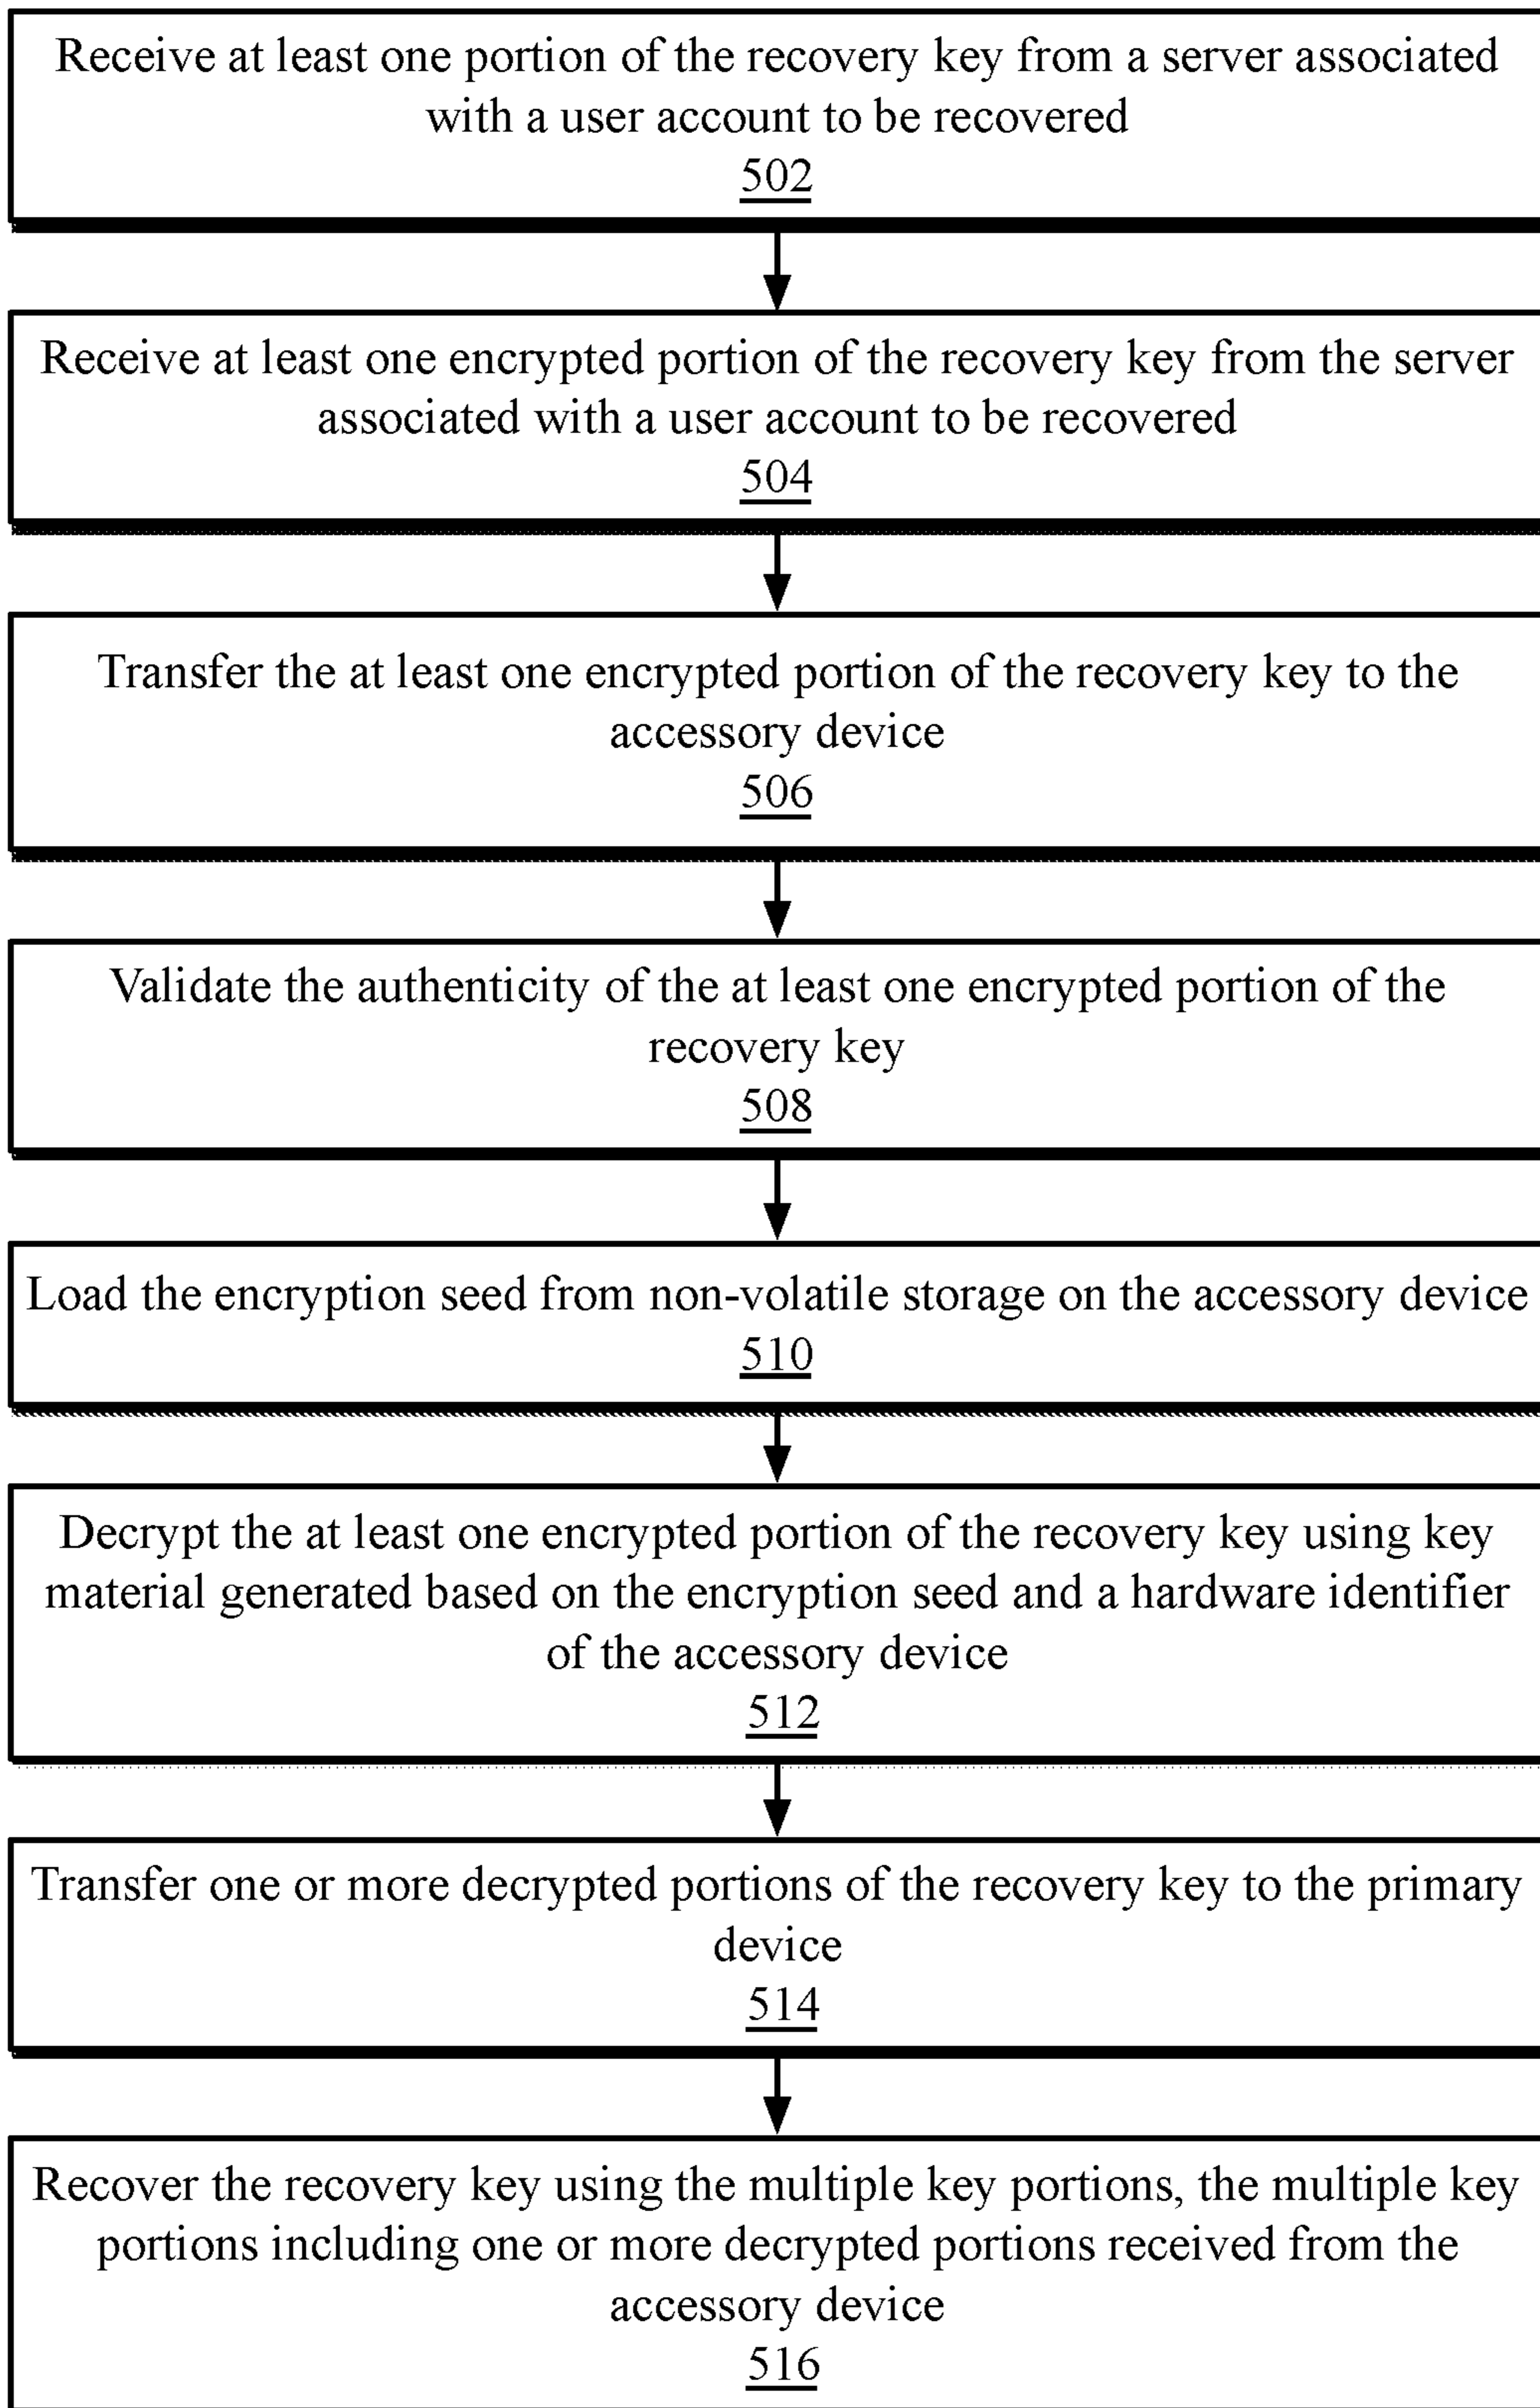 Receive at least one portion of the recovery key from a server associated
with a user account to be recovered
502
Receive at least one encrypted portion of the recovery key from the server
associated with a user account to be recovered
504
Transfer the at least one encrypted portion of the recovery key to the
accessory device
506
Validate the authenticity of the at least one encrypted portion of the
recovery key
508
Load the encryption seed from non-volatile storage on the accessory device
510
Decrypt the at least one encrypted portion of the recovery key using key
material generated based on the encryption seed and a hardware identifier
of the accessory device
512
Transfer one or more decrypted portions of the recovery key to the primary
device
514
Recover the recovery key using the multiple key portions, the multiple key
portions including one or more decrypted portions received from the
accessory device
516